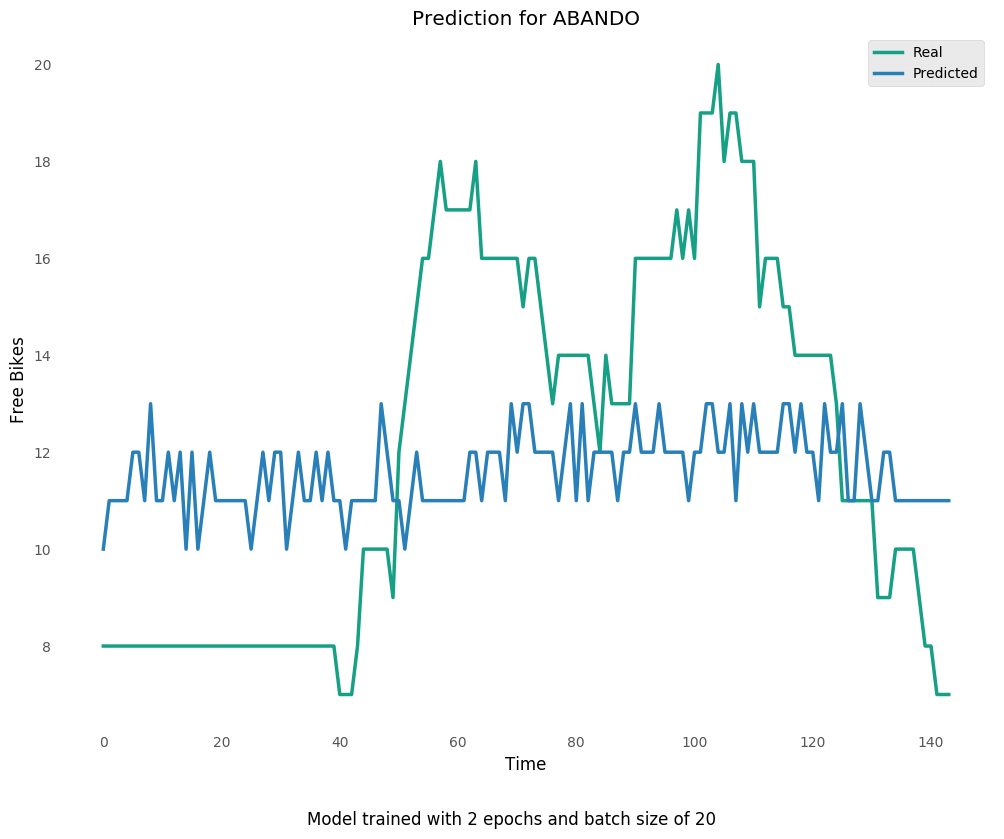 Prediction for ABANDO
Real
Predicted
Free Bikes
20
18
16
14
12
10
8
0 20 40 60 80 100 120 140
Time
Model trained with 2 epochs and batch size of 20